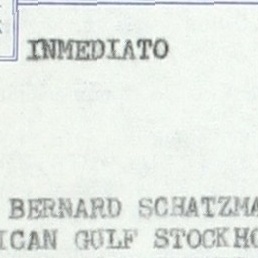 INMEDIATO
BERNARD SCHATZMA
ICAN GULF STOCKHO